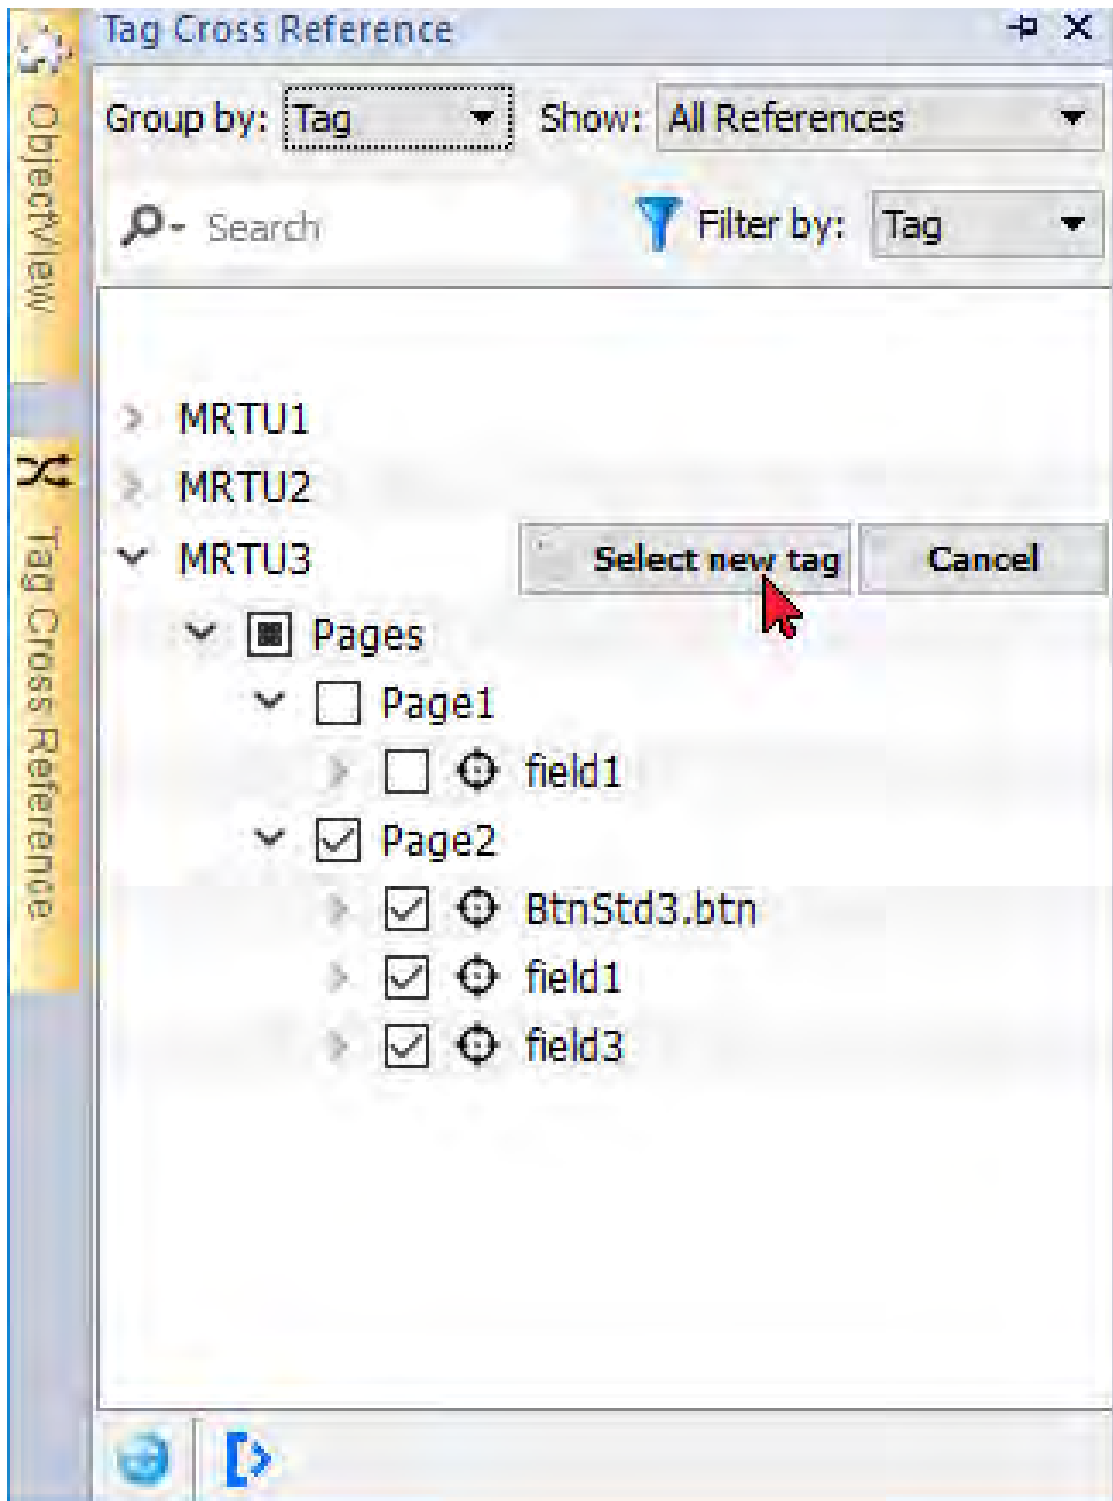 Tag Cross Reference
Group by: Tag Show: All References
Search Filter by: Tag
MRTU1
MRTU2
MRTU3 Select new tag Cancel
Pages
Page1
field1
Page2
BtnStd3.btn
field1
field3
ObjectView
Tag Cross Reference